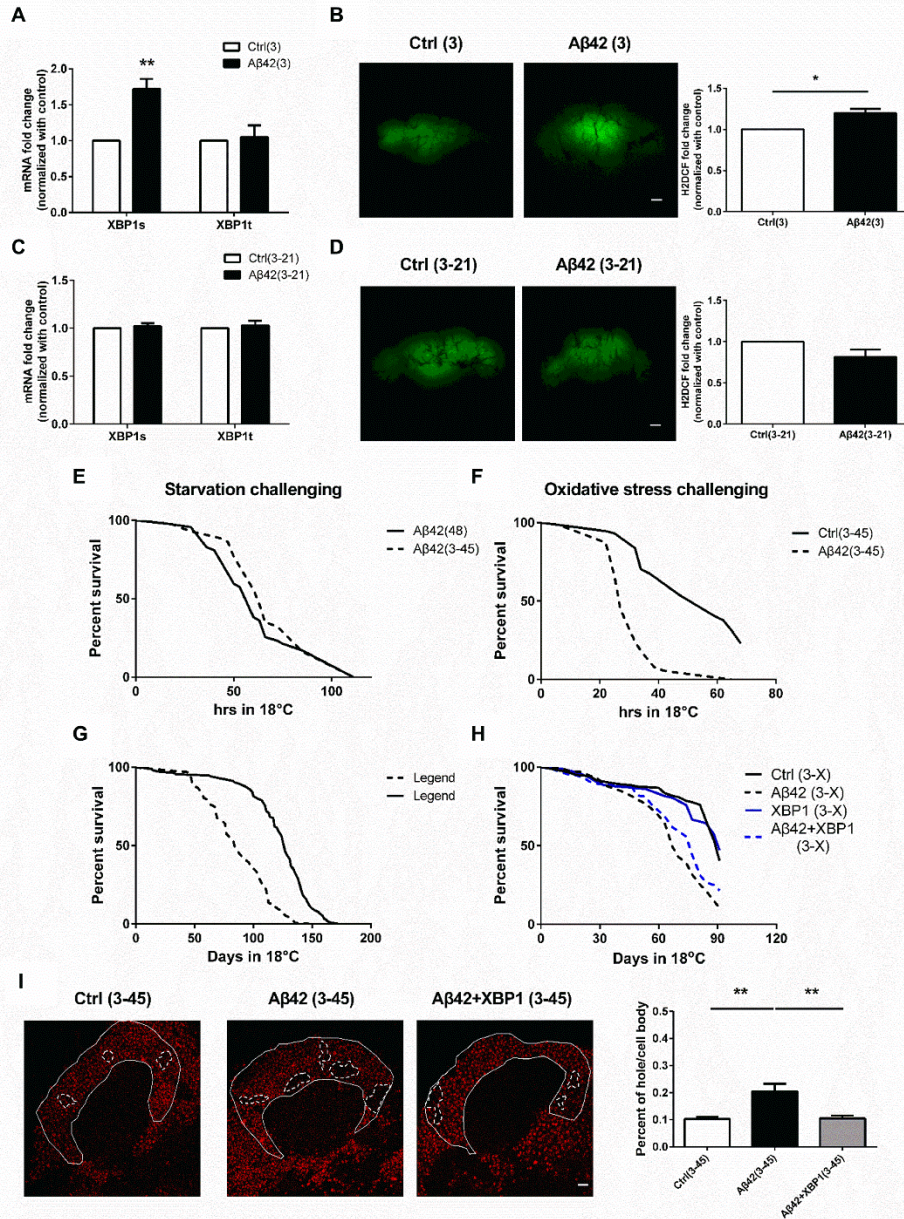 A
Ctrl(3)
Aβ42(3)
mRNA fold change
(normalized with control)
2.0
1.5
1.0
0.5
0.0
**
XBP1s
XBP1t
B
Ctrl (3)
Aβ42 (3)
H2DCF fold change
(normalized with control)
1.5
1.0
0.5
0.0
*
Ctrl(3)
Aβ42(3)
C
Ctrl(3-21)
Aβ42(3-21)
mRNA fold change
(normalized with control)
1.5
1.0
0.5
0.0
XBP1s
XBP1t
D
Ctrl (3-21)
Aβ42 (3-21)
H2DCF fold change
(normalized with control)
1.5
1.0
0.5
0.0
Ctrl(3-21)
Aβ42(3-21)
E
Starvation challenging
Percent survival
100
50
0
0
50
100
hrs in 18°C
Aβ42(48)
Aβ42(3-45)
F
Oxidative stress challenging
Percent survival
100
50
0
0
20
40
60
80
hrs in 18°C
Ctrl(3-45)
Aβ42(3-45)
G
Percent survival
100
50
0
0
50
100
150
200
Days in 18°C
Legend
Legend
H
Percent survival
100
50
0
0
30
60
90
120
Days in 18°C
Ctrl (3-X)
Aβ42 (3-X)
XBP1 (3-X)
Aβ42+XBP1
(3-X)
I
Ctrl (3-45)
Aβ42 (3-45)
Aβ42+XBP1 (3-45)
Percent of hole/cell body
0.5
0.4
0.3
0.2
0.1
0.0
**
**
Ctrl(3-45)
Aβ42(3-45)
Aβ42+XBP1(3-45)